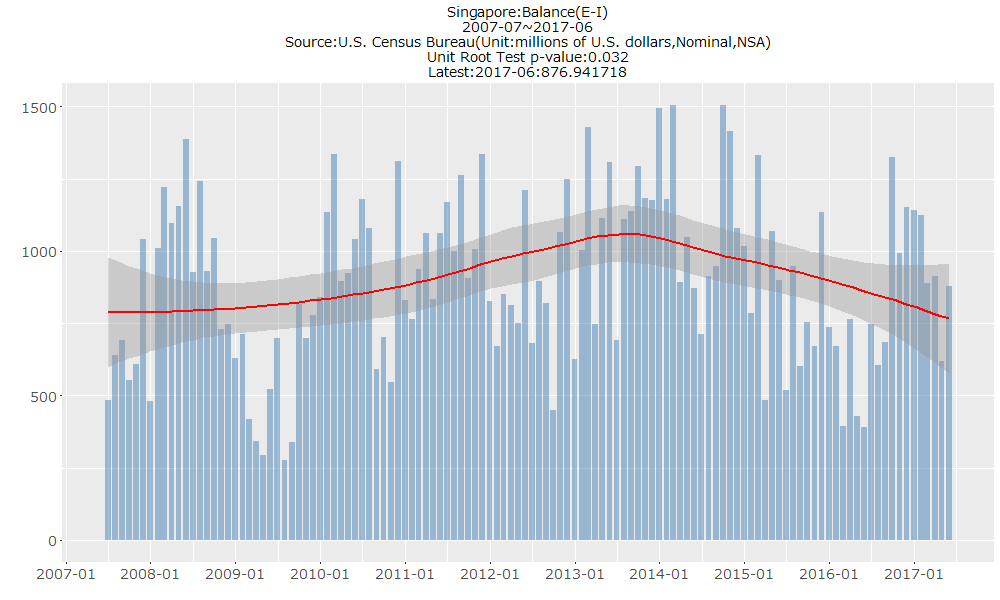 Singapore:Balance(E-I)
2007-07~2017-06
Source:U.S. Census Bureau(Unit:millions of U.S. dollars,Nominal,NSA)
Unit Root Test p-value:0.032
Latest:2017-06:876.941718
1500
1000
500
0
2007-01 2008-01 2009-01 2010-01 2011-01 2012-01 2013-01 2014-01 2015-01 2016-01 2017-01